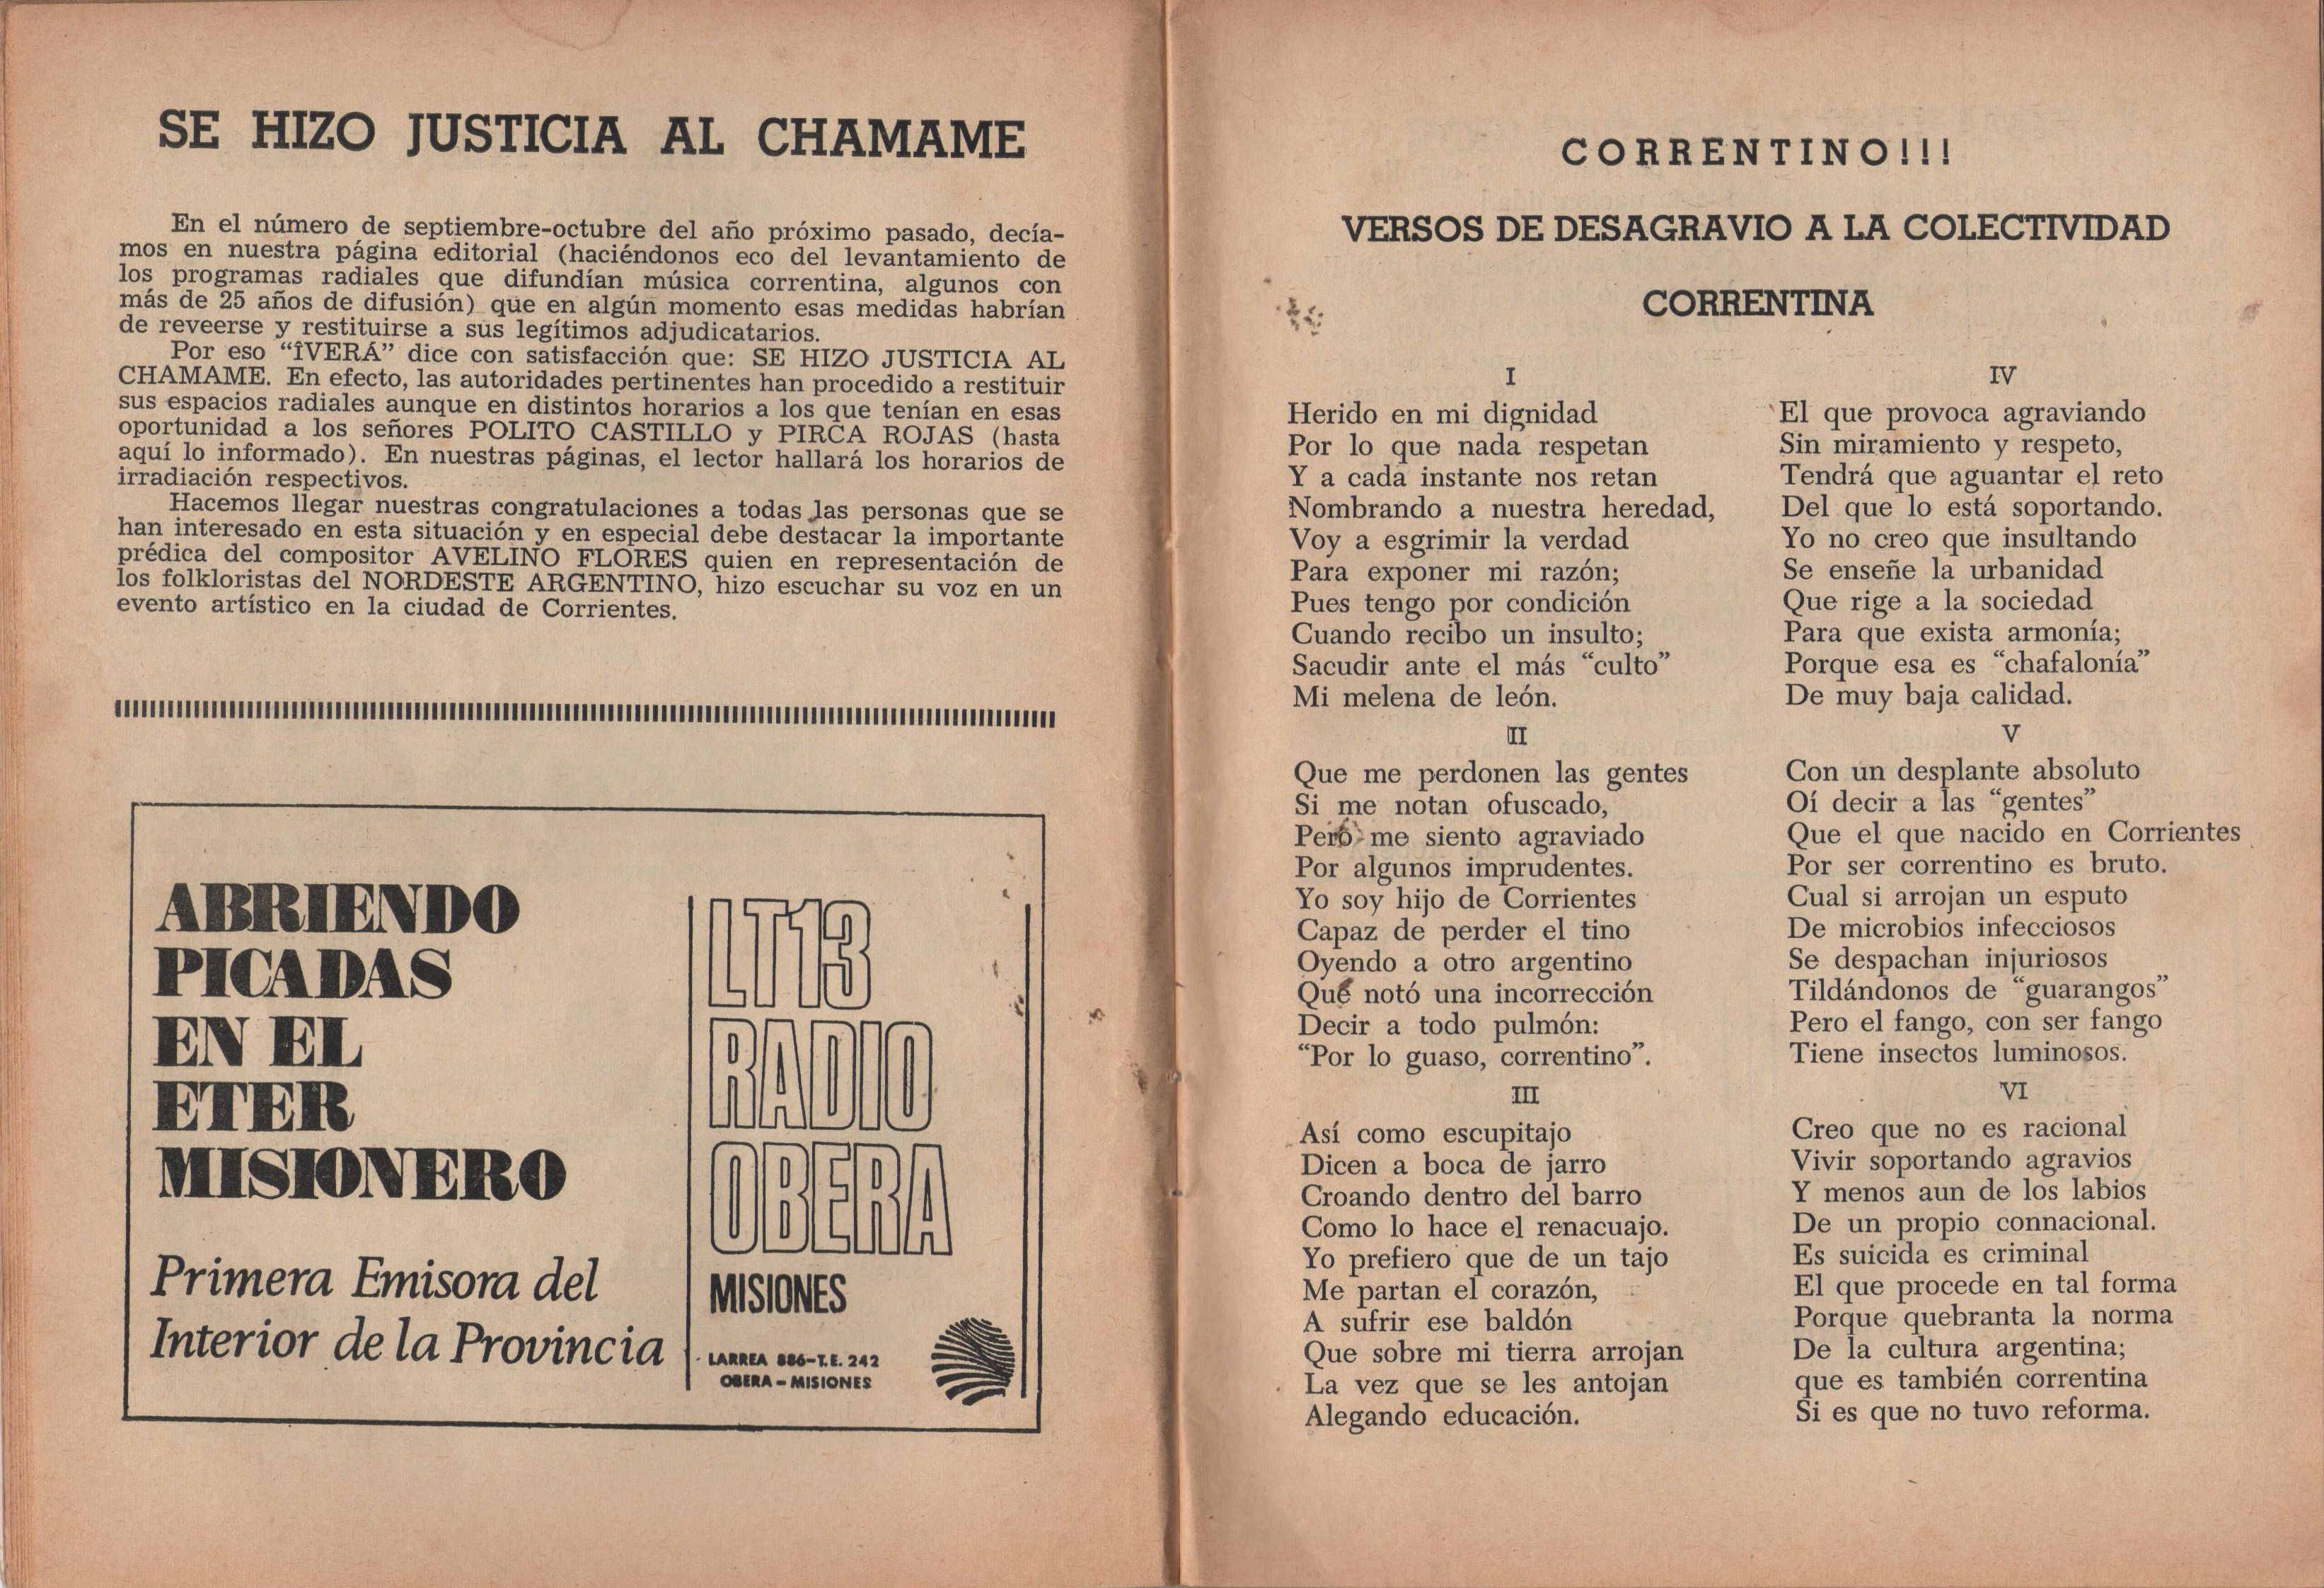 SE HIZO JUSTICIA AL CHAMAME
En el número de septiembre-octubre del año próximo pasado, decía-
mos en nuestra página editorial (haciéndonos eco del levantamiento de
los programas radiales que difundían música correntina, algunos con
más de 25 años de difusión) que en algún momento esas medidas habrían
de reveerse y restituirse a sus legítimos adjudicatarios.
Por eso “ÎVERÁ” dice con satisfacción que: SE HIZO JUSTICIA AL
CHAMAME. En efecto, las autoridades pertinentes han procedido a restituir
sus espacios radiales aunque en distintos horarios a los que tenían en esas
oportunidad a los señores POLITO CASTILLO y PIRCA ROJAS (hasta
aquí lo informado). En nuestras páginas, el lector hallará los horarios de
irradiación respectivos.
Hacemos llegar nuestras congratulaciones a todas las personas que se
han interesado en esta situación y en especial debe destacar la importante
prédica del compositor AVELINO FLORES quien en representación de
los folkloristas del NORDESTE ARGENTINO, hizo escuchar su voz en un
evento artístico en la ciudad de Corrientes.
ABRIENDO
PICADAS
EN EL
ETER
MISIONERO
Primera Emisora del
Interior de la Provincia
LT13
RADIO
OBERA
MISIONES
LARREA 886-T.E. 242
OBERA - MISIONES
CORRENTINO!!!
VERSOS DE DESAGRAVIO A LA COLECTIVIDAD
CORRENTINA
I
Herido en mi dignidad
Por lo que nada respetan
Y a cada instante nos retan
Nombrando a nuestra heredad,
Voy a esgrimir la verdad
Para exponer mi razón;
Pues tengo por condición
Cuando recibo un insulto;
Sacudir ante el más “culto”
Mi melena de león.
II
Que me perdonen las gentes
Si me notan ofuscado,
Pero me siento agraviado
Por algunos imprudentes.
Yo soy hijo de Corrientes
Capaz de perder el tino
Oyendo a otro argentino
Que notó una incorrección
Decir a todo pulmón:
“Por lo guaso, correntino”.
III
Así como escupitajo
Dicen a boca de jarro
Croando dentro del barro
Como lo hace el renacuajo.
Yo prefiero que de un tajo
Me partan el corazón,
A sufrir ese baldón
Que sobre mi tierra arrojan
La vez que se les antojan
Alegando educación.
IV
El que provoca agraviando
Sin miramiento y respeto,
Tendrá que aguantar el reto
Del que lo está soportando.
Yo no creo que insultando
Se enseñe la urbanidad
Que rige a la sociedad
Para que exista armonía;
Porque esa es “chafalonía”
De muy baja calidad.
V
Con un desplante absoluto
Oí decir a las “gentes”
Que el que nacido en Corrientes
Por ser correntino es bruto.
Cual si arrojan un esputo
De microbios infecciosos
Se despachan injuriosos
Tildándonos de “guarangos”
Pero el fango, con ser fango
Tiene insectos luminosos.
VI
Creo que no es racional
Vivir soportando agravios
Y menos aun de los labios
De un propio connacional.
Es suicida es criminal
El que procede en tal forma
Porque quebranta la norma
De la cultura argentina;
que es también correntina
Si es que no tuvo reforma.